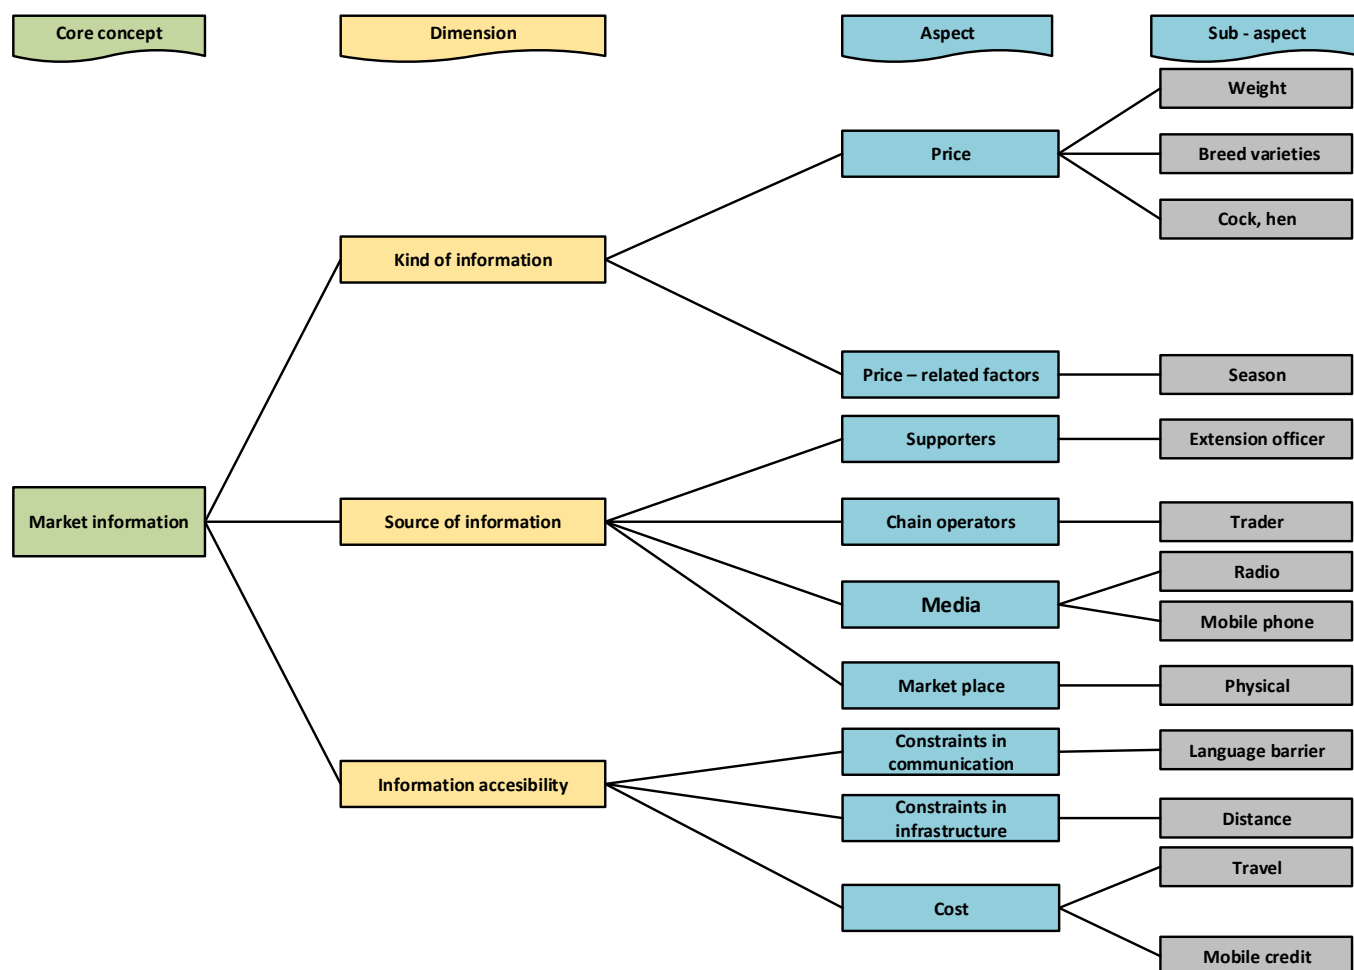 Core concept
Dimension
Aspect
Sub - aspect
Weight
Price
Breed varieties
Cock, hen
Kind of information
Price – related factors
Season
Supporters
Extension officer
Market information
Source of information
Chain operators
Trader
Radio
Media
Mobile phone
Market place
Physical
Constraints in
communication
Language barrier
Information accesibility
Constraints in
infrastructure
Distance
Travel
Cost
Mobile credit